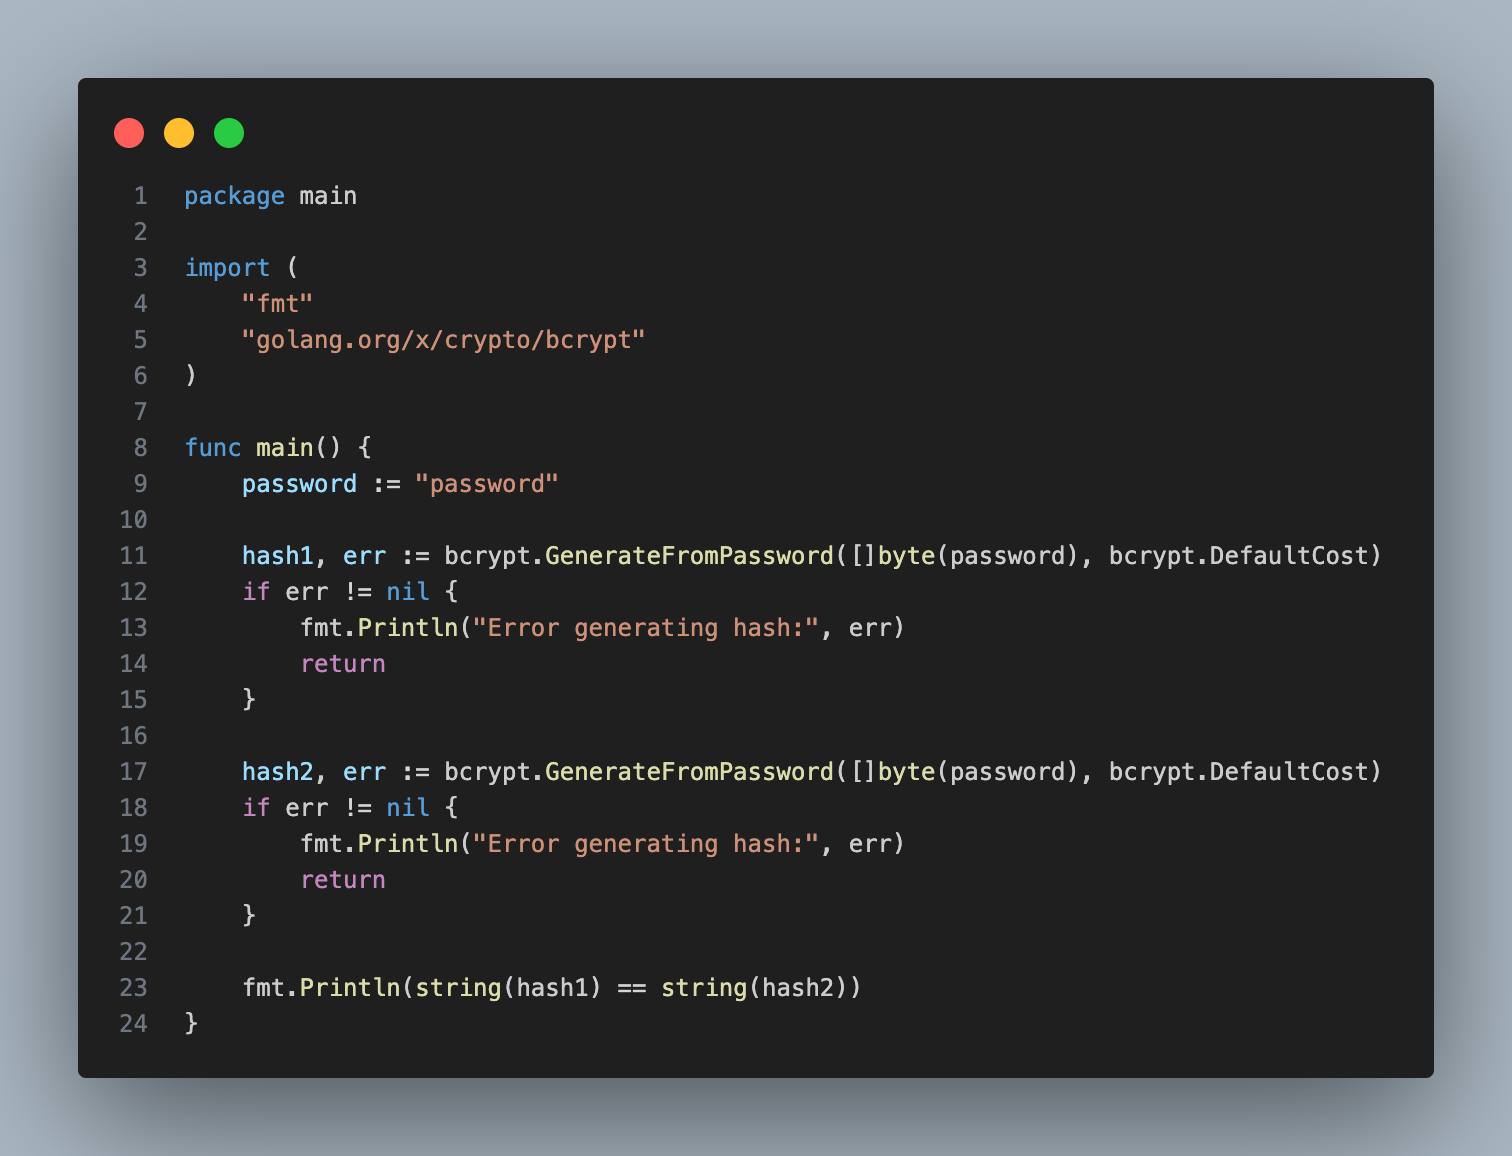 1 package main
2
3 import (
4     "fmt"
5     "golang.org/x/crypto/bcrypt"
6 )
7
8 func main() {
9     password := "password"
10
11     hash1, err := bcrypt.GenerateFromPassword([]byte(password), bcrypt.DefaultCost)
12     if err != nil {
13         fmt.Println("Error generating hash:", err)
14         return
15     }
16
17     hash2, err := bcrypt.GenerateFromPassword([]byte(password), bcrypt.DefaultCost)
18     if err != nil {
19         fmt.Println("Error generating hash:", err)
20         return
21     }
22
23     fmt.Println(string(hash1) == string(hash2))
24 }